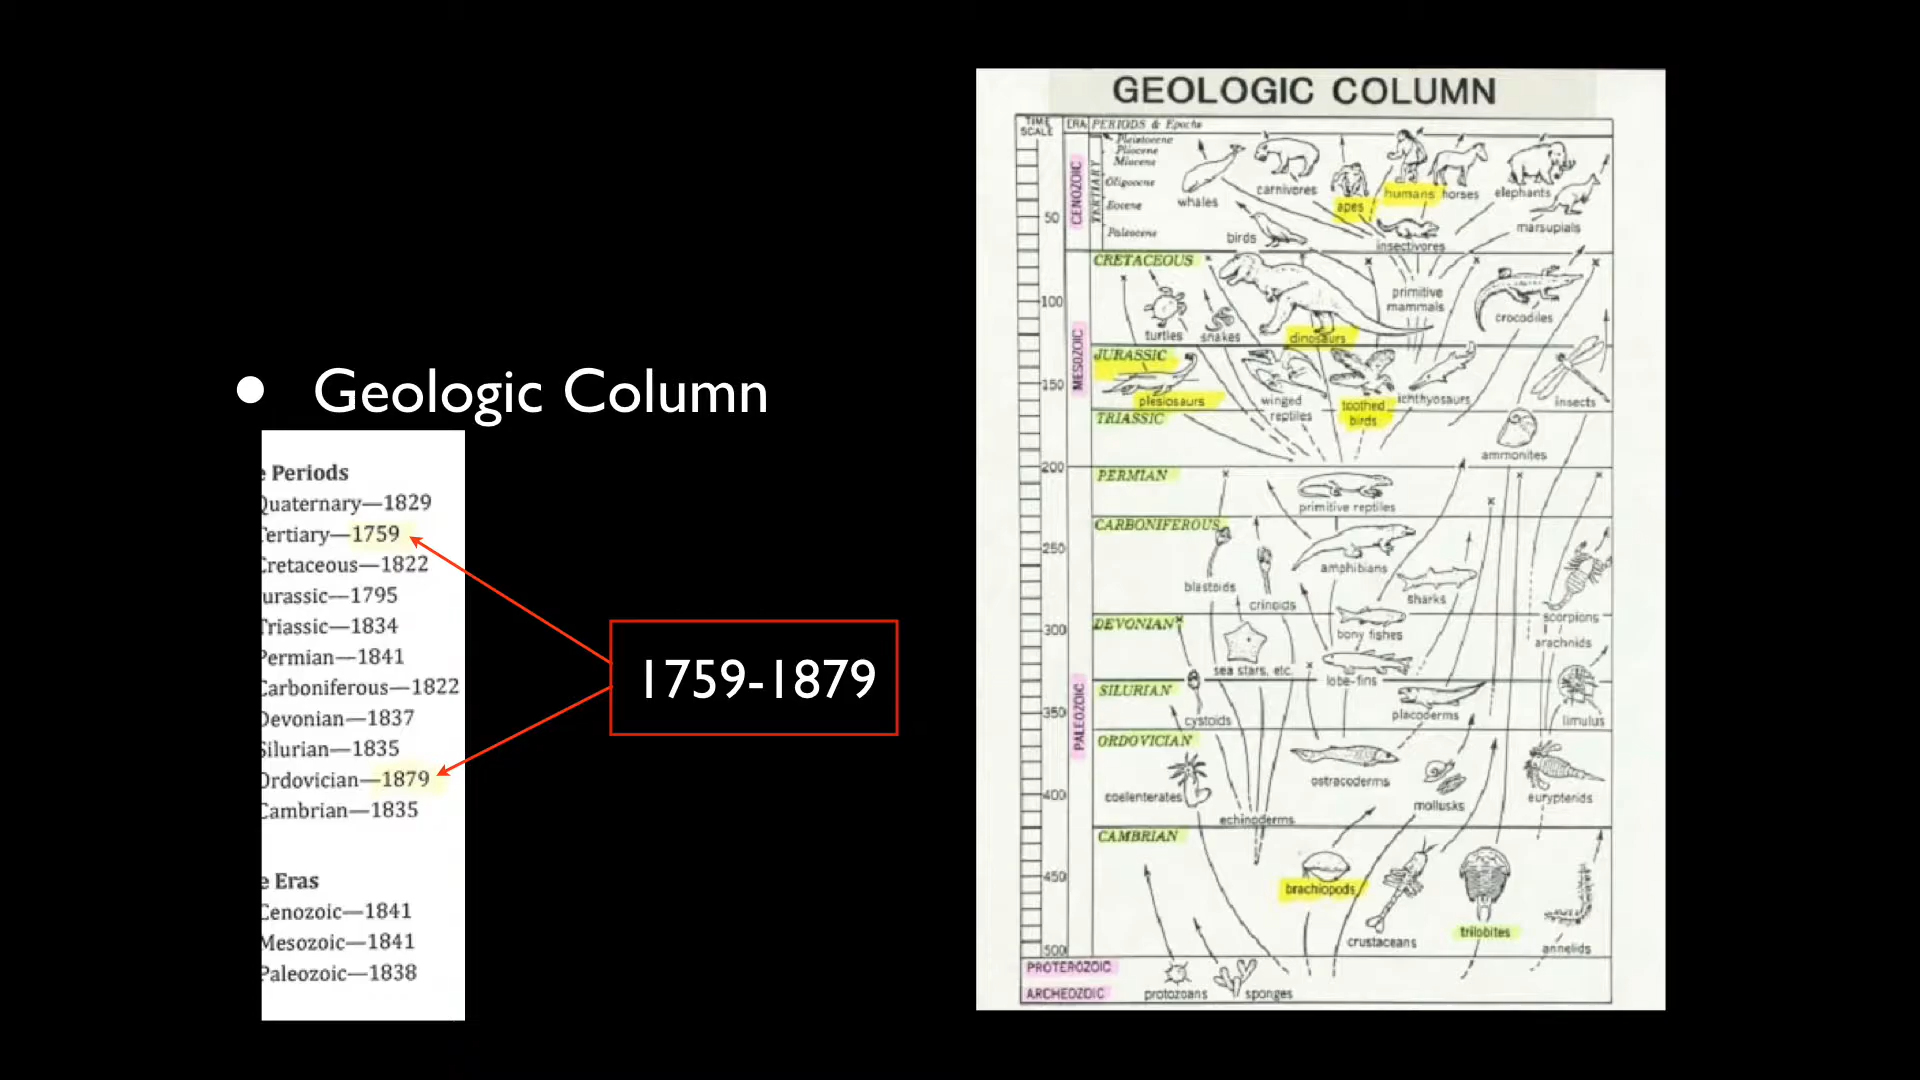 • Geologic Column
e Periods
Quaternary—1829
Tertiary—1759
Cretaceous—1822
urassic—1795
Triassic—1834
Permian—1841
Carboniferous—1822
Devonian—1837
Silurian—1835
Ordovician—1879
Cambrian—1835
e Eras
Cenozoic—1841
Mesozoic—1841
Paleozoic—1838
1759-1879
GEOLOGIC COLUMN
TIME SCALE
ERA
PERIODS & Epochs
CENOZOIC
TERTIARY
Pleistocene
Pliocene
Miocene
Oligocene
Eocene
Paleocene
50
whales
carnivores
apes
humans
horses
elephants
marsupials
birds
insectivores
MESOZOIC
CRETACEOUS
100
turtles
snakes
dinosaurs
primitive
mammals
crocodiles
JURASSIC
150
plesiosaurs
winged
reptiles
toothed
birds
ichthyosaurs
insects
TRIASSIC
ammonites
200
PALEOZOIC
PERMIAN
primitive reptiles
CARBONIFEROUS
250
blastoids
crinoids
amphibians
sharks
scorpions
300
DEVONIAN
bony fishes
arachnids
sea stars, etc.
lobe-fins
SILURIAN
350
cystoids
placoderms
limulus
ORDOVICIAN
ostracoderms
400
coelenterates
mollusks
eurypterids
echinoderms
CAMBRIAN
450
brachiopods
crustaceans
trilobites
annelids
500
PROTEROZOIC
ARCHEOZOIC
protozoans
sponges